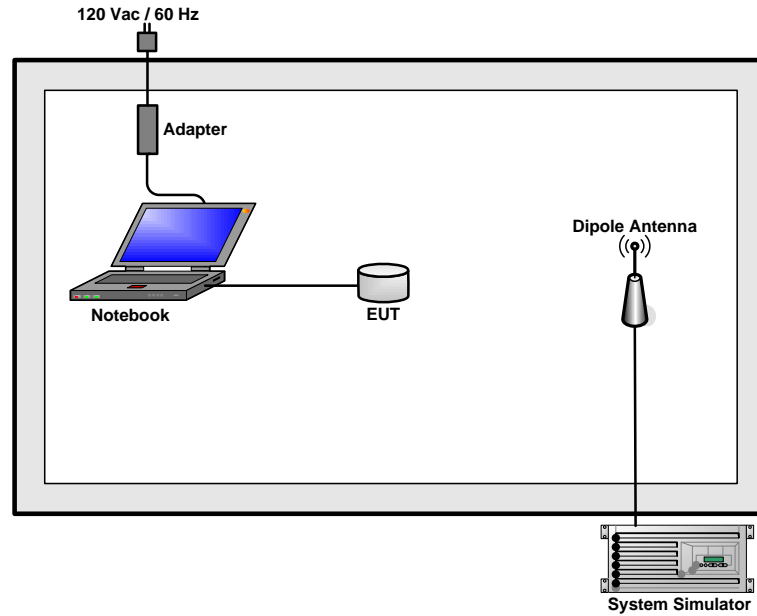 120 Vac / 60 Hz
Adapter
Dipole Antenna
Notebook
EUT
System Simulator